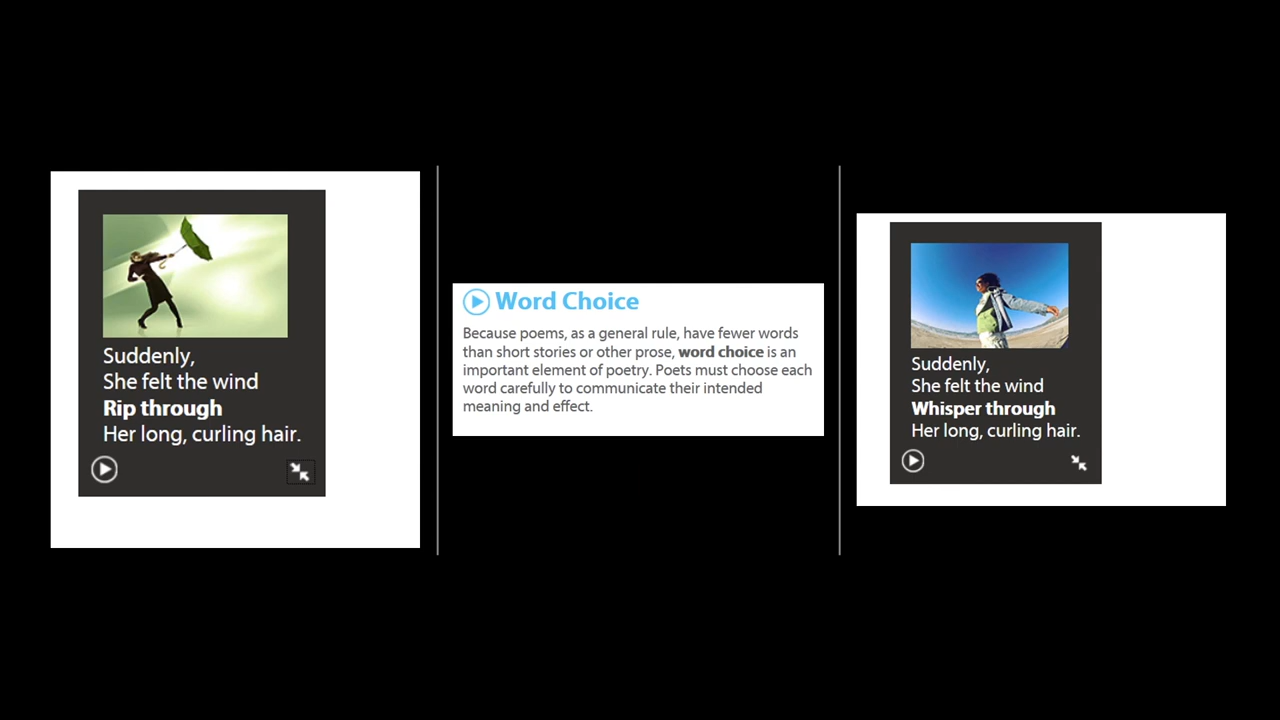 Suddenly,
She felt the wind
Rip through
Her long, curling hair.
Word Choice
Because poems, as a general rule, have fewer words
than short stories or other prose, word choice is an
important element of poetry. Poets must choose each
word carefully to communicate their intended
meaning and effect.
Suddenly,
She felt the wind
Whisper through
Her long, curling hair.